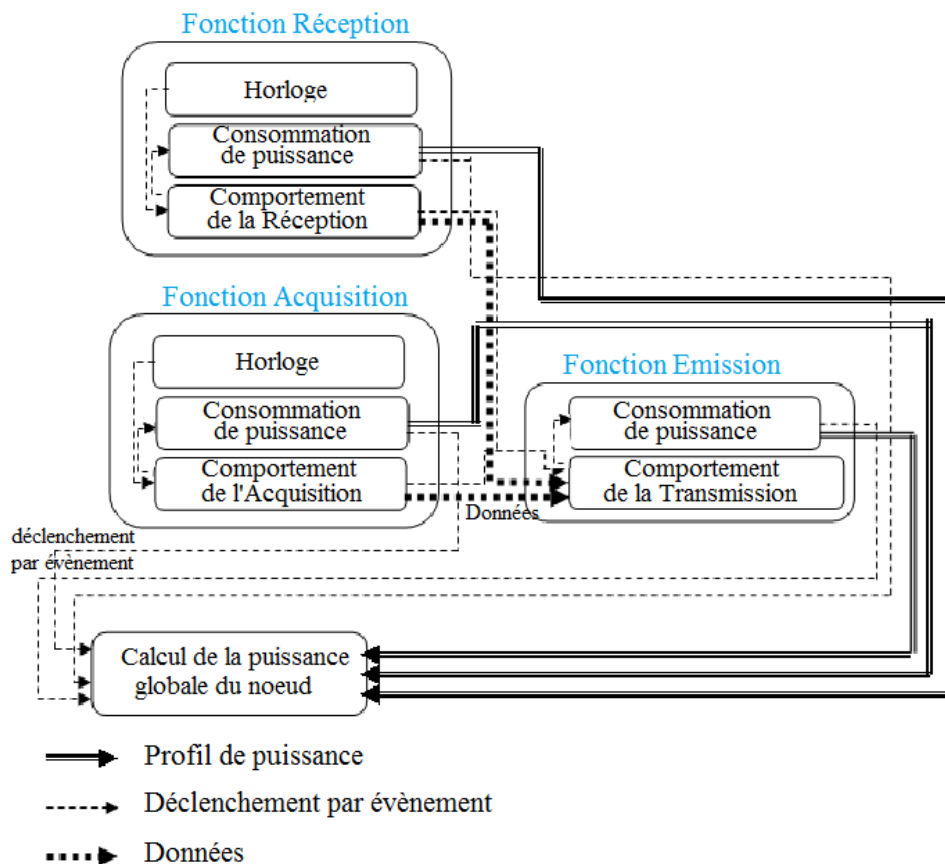 Fonction Réception
Horloge
Consommation
de puissance
Comportement
de la Réception
Fonction Acquisition
Horloge
Consommation
de puissance
Comportement
de l'Acquisition
Fonction Emission
Consommation
de puissance
Comportement
de la Transmission
Données
déclenchement
par évènement
Calcul de la puissance
globale du noeud
Profil de puissance
Déclenchement par évènement
Données